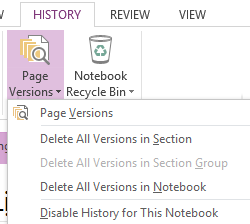 HISTORY REVIEW VIEW
Page Notebook
Versions Recycle Bin
Page Versions
Delete All Versions in Section
Delete All Versions in Section Group
Delete All Versions in Notebook
Disable History for This Notebook